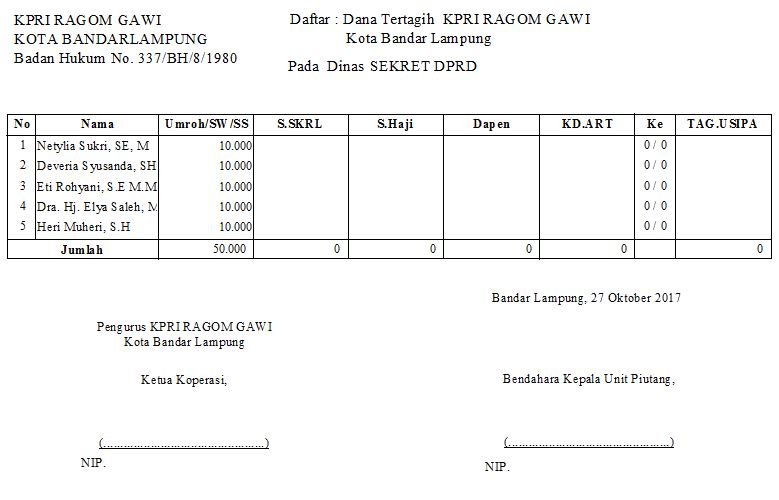 KPRI RAGOM GAWI
KOTA BANDARLAMPUNG
Badan Hukum No. 337/BH/8/1980
Daftar : Dana Tertagih KPRI RAGOM GAWI
Kota Bandar Lampung
Pada Dinas SEKRET DPRD
No Nama Umroh/SW/SS S.SKRL S.Haji Dapen KD.ART Ke TAG.USIPA
1 Netylia Sukri, SE, M 10.000 0 / 0
2 Deveria Syusanda, SH 10.000 0 / 0
3 Eti Rohyani, S.E M.M 10.000 0 / 0
4 Dra. Hj. Elya Saleh, M 10.000 0 / 0
5 Heri Muheri, S.H 10.000 0 / 0
Jumlah 50.000 0 0 0 0 0
Bandar Lampung, 27 Oktober 2017
Pengurus KPRI RAGOM GAWI
Kota Bandar Lampung
Ketua Koperasi,
Bendahara Kepala Unit Piutang,
(..................................................)
(..................................................)
NIP.
NIP.